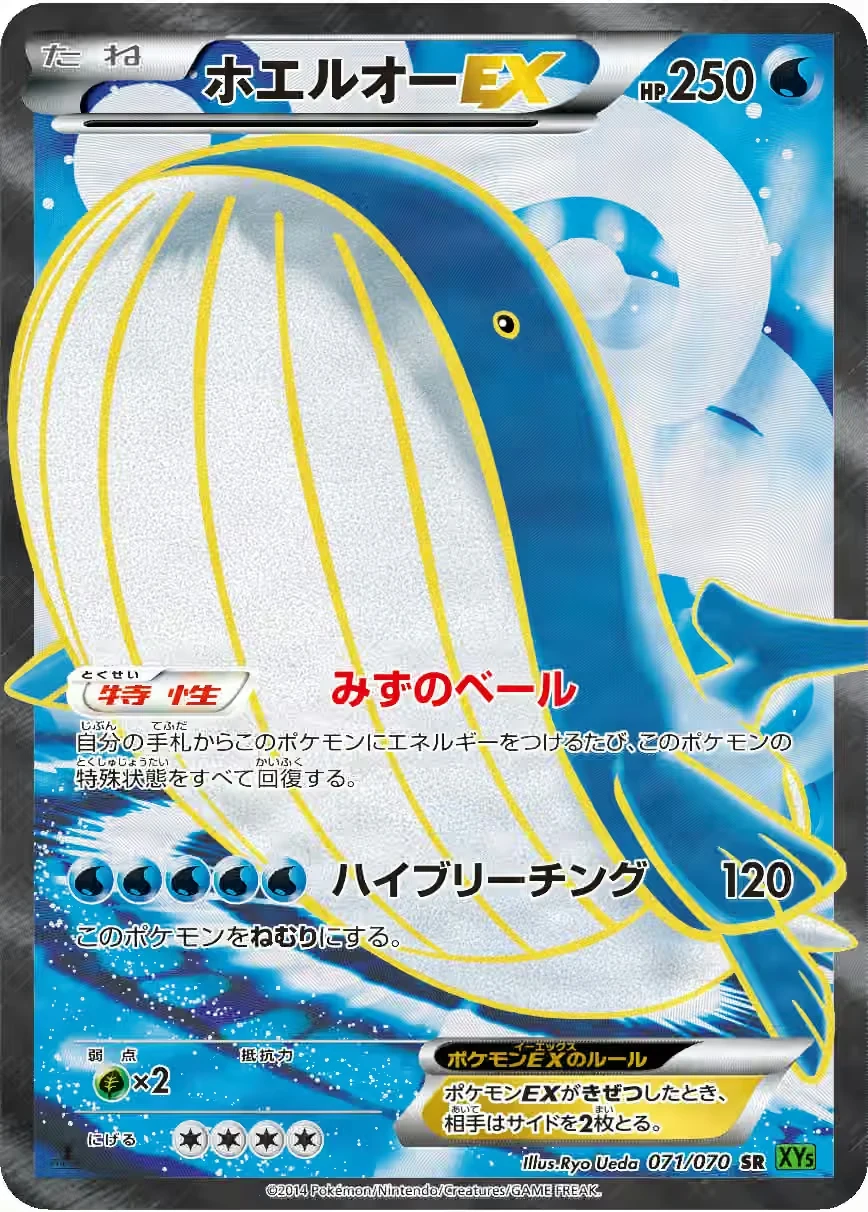 たね ホエルオーEX HP250
とくせい
特性 みずのベール
じぶん てふだ
自分の手札からこのポケモンにエネルギーをつけるたび、このポケモンの
とくしゅじょうたい かいふく
特殊状態をすべて回復する。
ハイブリーチング 120
このポケモンをねむりにする。
弱点 抵抗力
×2
にげる
イーエックス
ポケモンEXのルール
ポケモンEXがきぜつしたとき、
あいて まい
相手はサイドを2枚とる。
Illus.Ryo Ueda 071/070 SR XY5
©2014 Pokémon/Nintendo/Creatures/GAME FREAK.